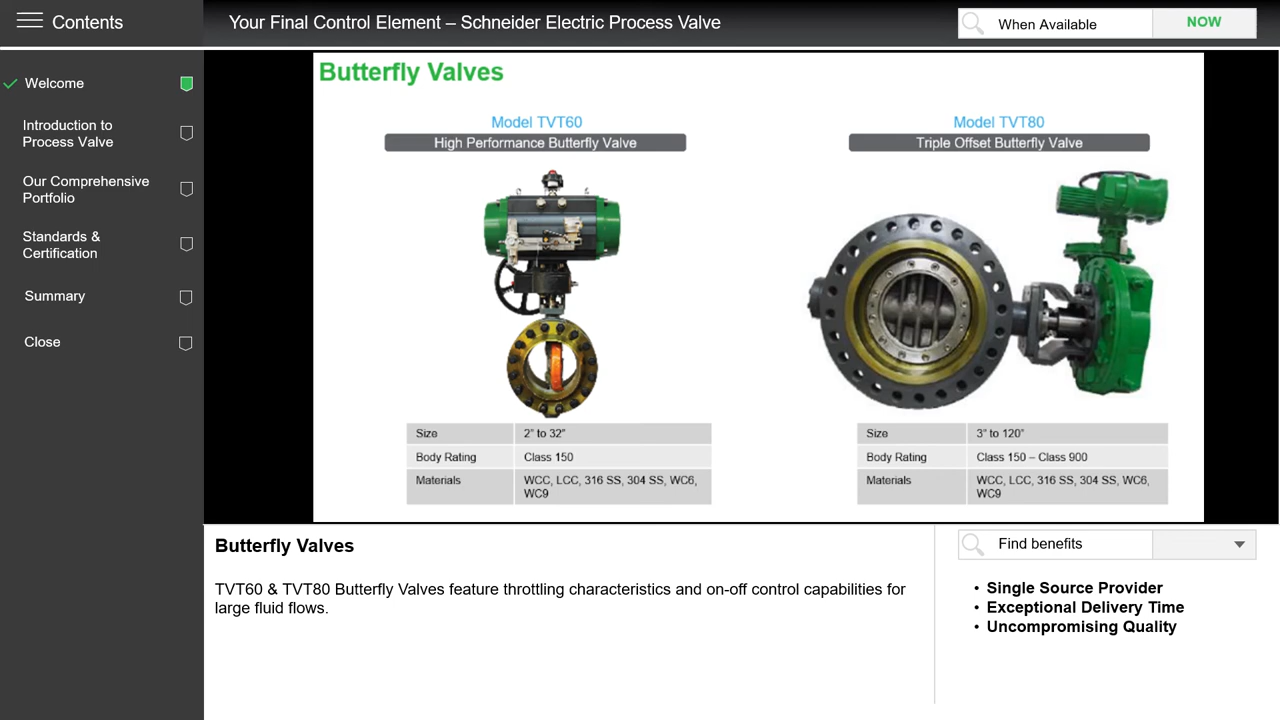 Contents
Your Final Control Element – Schneider Electric Process Valve
When Available
NOW
Welcome
Introduction to
Process Valve
Our Comprehensive
Portfolio
Standards &
Certification
Summary
Close
Butterfly Valves
Model TVT60
High Performance Butterfly Valve
Size 2” to 32”
Body Rating Class 150
Materials WCC, LCC, 316 SS, 304 SS, WC6,
WC9
Model TVT80
Triple Offset Butterfly Valve
Size 3” to 120”
Body Rating Class 150 – Class 900
Materials WCC, LCC, 316 SS, 304 SS, WC6,
WC9
Butterfly Valves
TVT60 & TVT80 Butterfly Valves feature throttling characteristics and on-off control capabilities for
large fluid flows.
Find benefits
• Single Source Provider
• Exceptional Delivery Time
• Uncompromising Quality